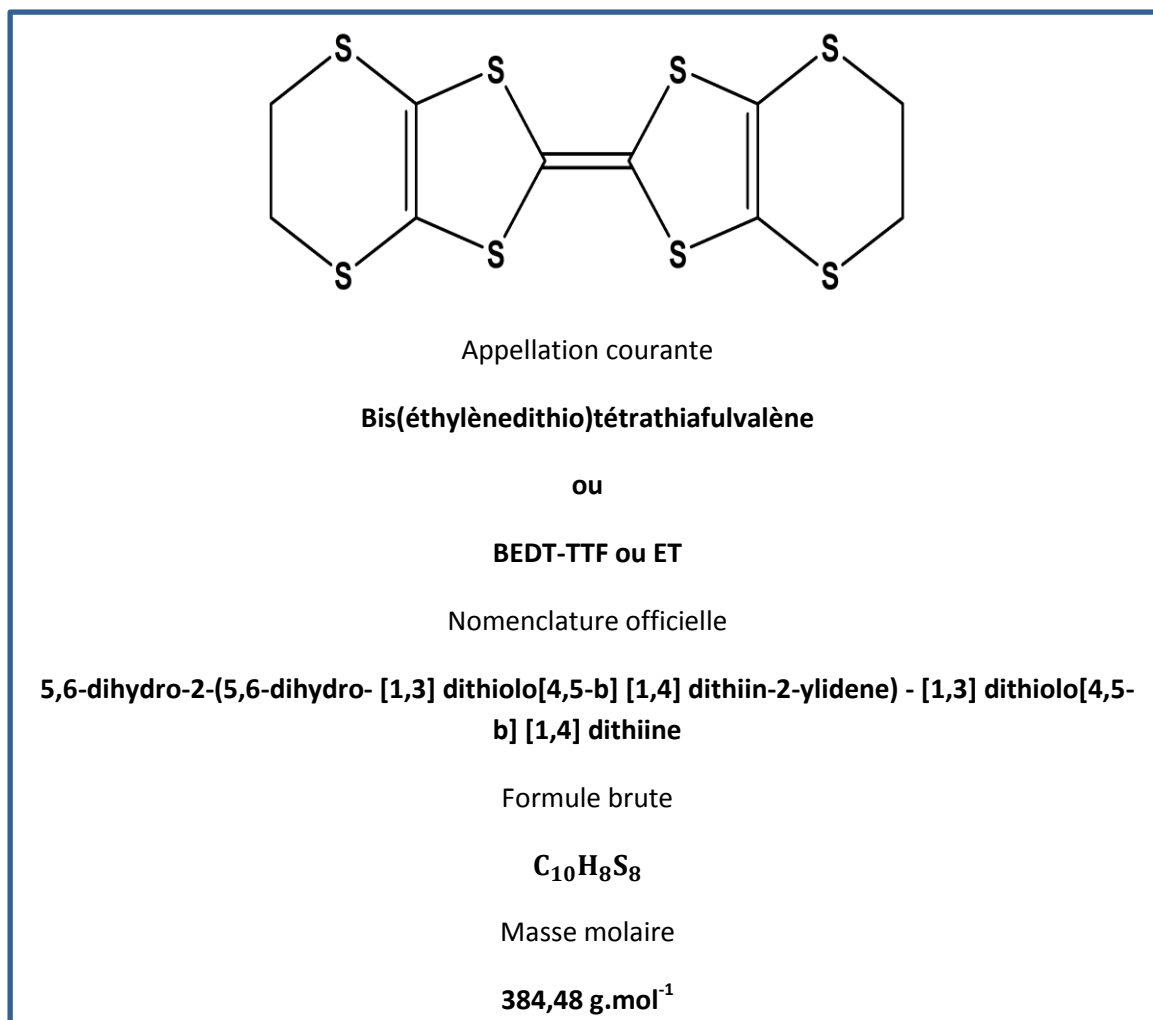 S S S S
S S S S
Appellation courante
Bis(éthylènedithio)tétrathiafulvalène
ou
BEDT-TTF ou ET
Nomenclature officielle
5,6-dihydro-2-(5,6-dihydro- [1,3] dithiolo[4,5-b] [1,4] dithiin-2-ylidene) - [1,3] dithiolo[4,5-
b] [1,4] dithiine
Formule brute
C₁₀H₈S₈
Masse molaire
384,48 g.mol⁻¹